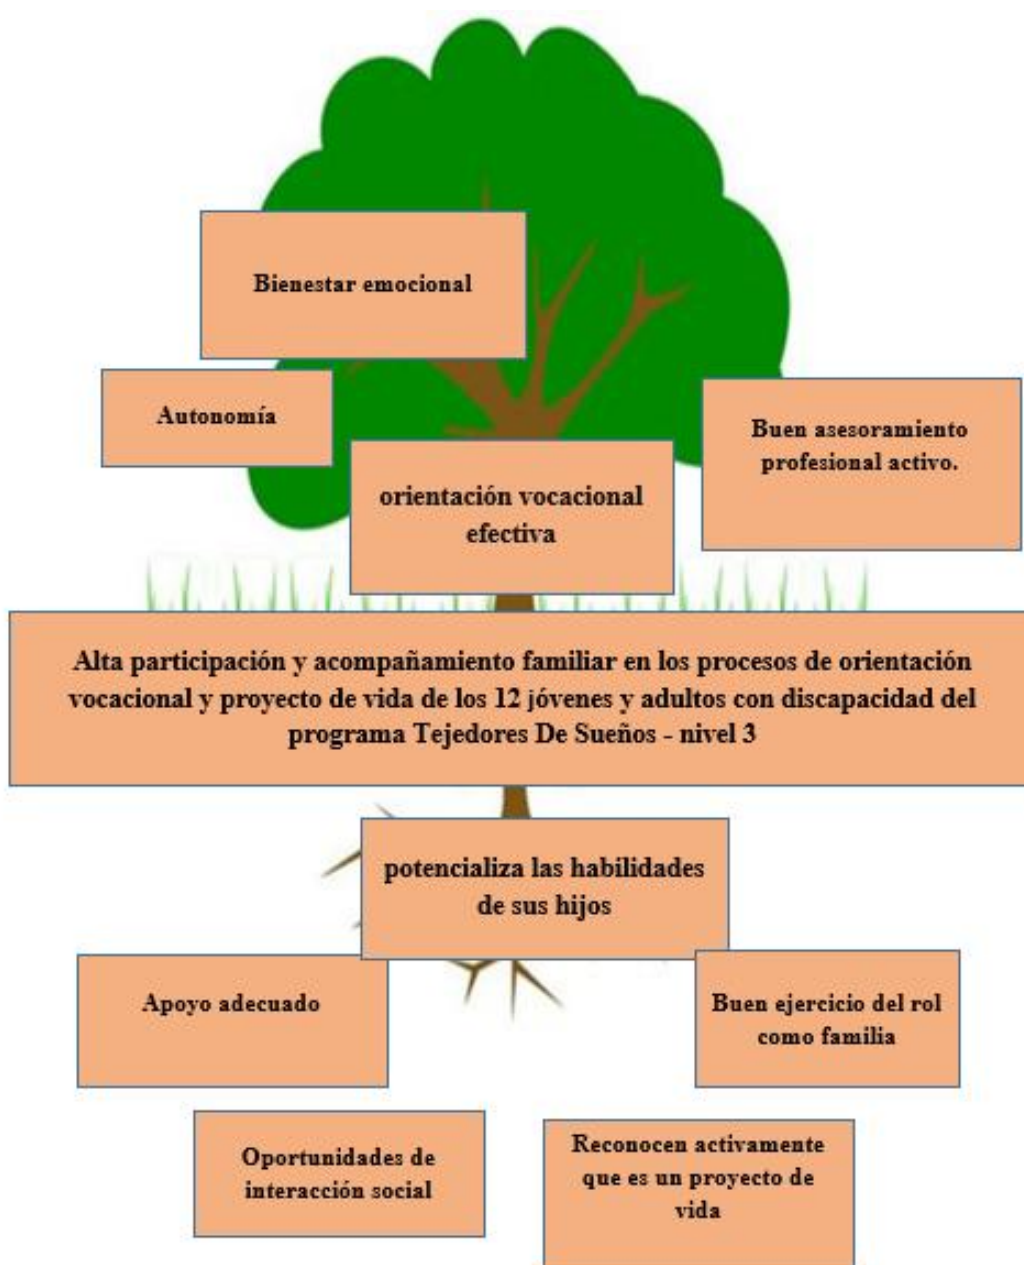 Bienestar emocional
Autonomía
Buen asesoramiento
profesional activo.
orientación vocacional
efectiva
Alta participación y acompañamiento familiar en los procesos de orientación
vocacional y proyecto de vida de los 12 jóvenes y adultos con discapacidad del
programa Tejedores De Sueños - nivel 3
potencializa las habilidades
de sus hijos
Apoyo adecuado
Buen ejercicio del rol
como familia
Oportunidades de
interacción social
Reconocen activamente
que es un proyecto de
vida